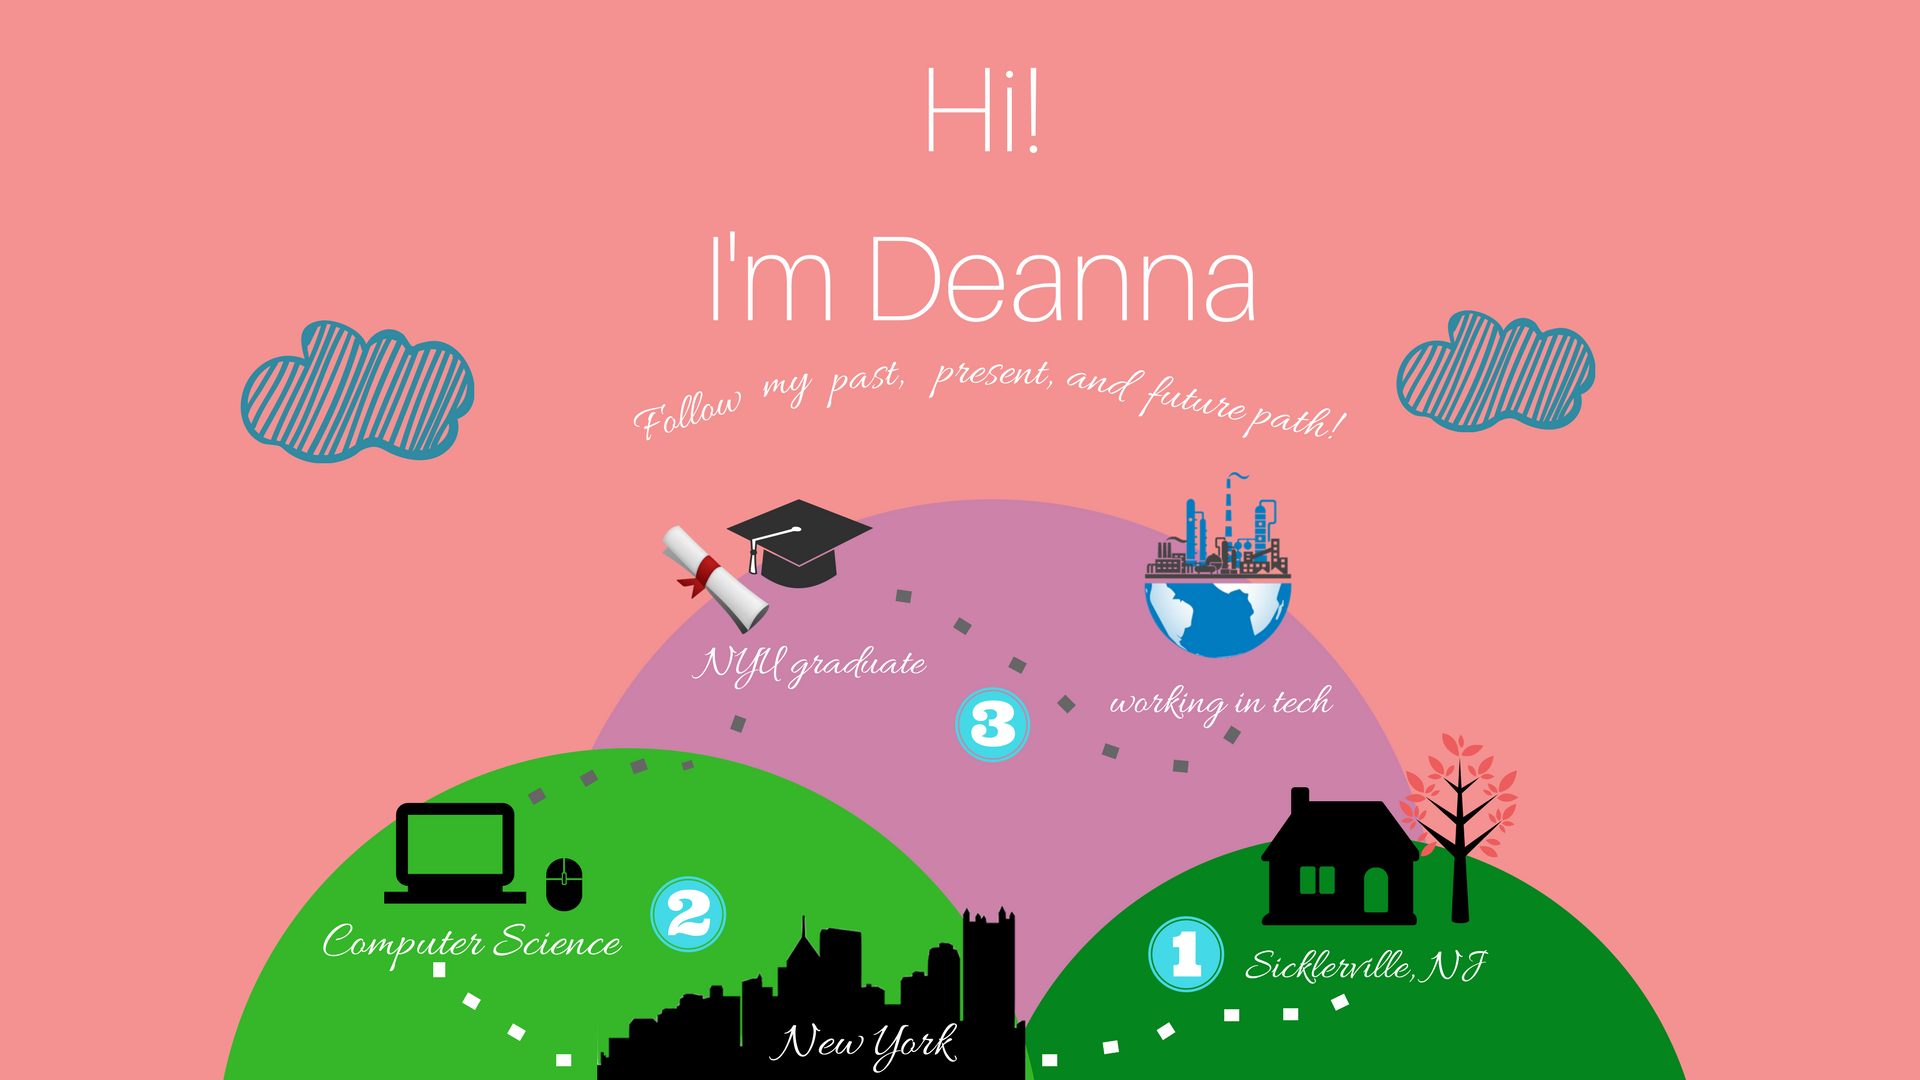 Hi!
I'm Deanna
Follow my past, present, and future path!
NYU graduate
working in tech
3
Computer Science
2
New York
1
Sicklerville, NJ